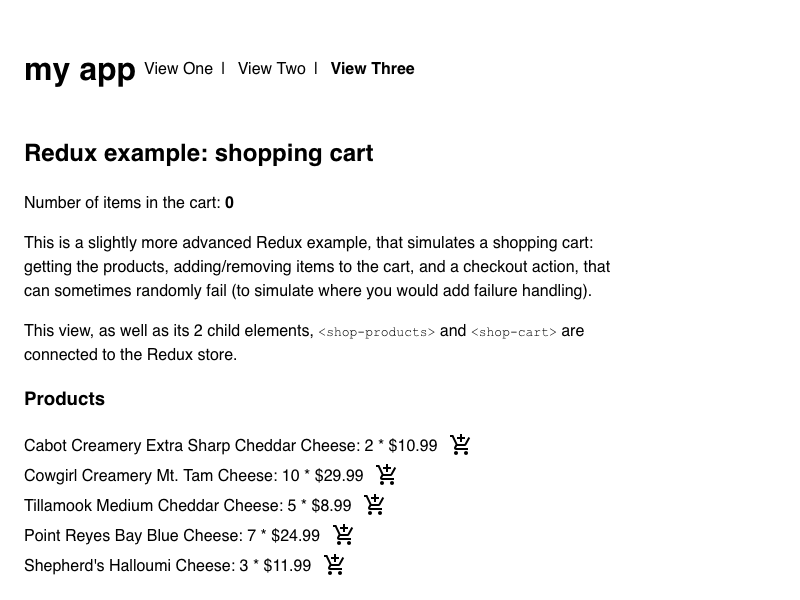 my app View One | View Two | View Three
Redux example: shopping cart
Number of items in the cart: 0
This is a slightly more advanced Redux example, that simulates a shopping cart:
getting the products, adding/removing items to the cart, and a checkout action, that
can sometimes randomly fail (to simulate where you would add failure handling).
This view, as well as its 2 child elements, <shop-products> and <shop-cart> are
connected to the Redux store.
Products
Cabot Creamery Extra Sharp Cheddar Cheese: 2 * $10.99
Cowgirl Creamery Mt. Tam Cheese: 10 * $29.99
Tillamook Medium Cheddar Cheese: 5 * $8.99
Point Reyes Bay Blue Cheese: 7 * $24.99
Shepherd's Halloumi Cheese: 3 * $11.99